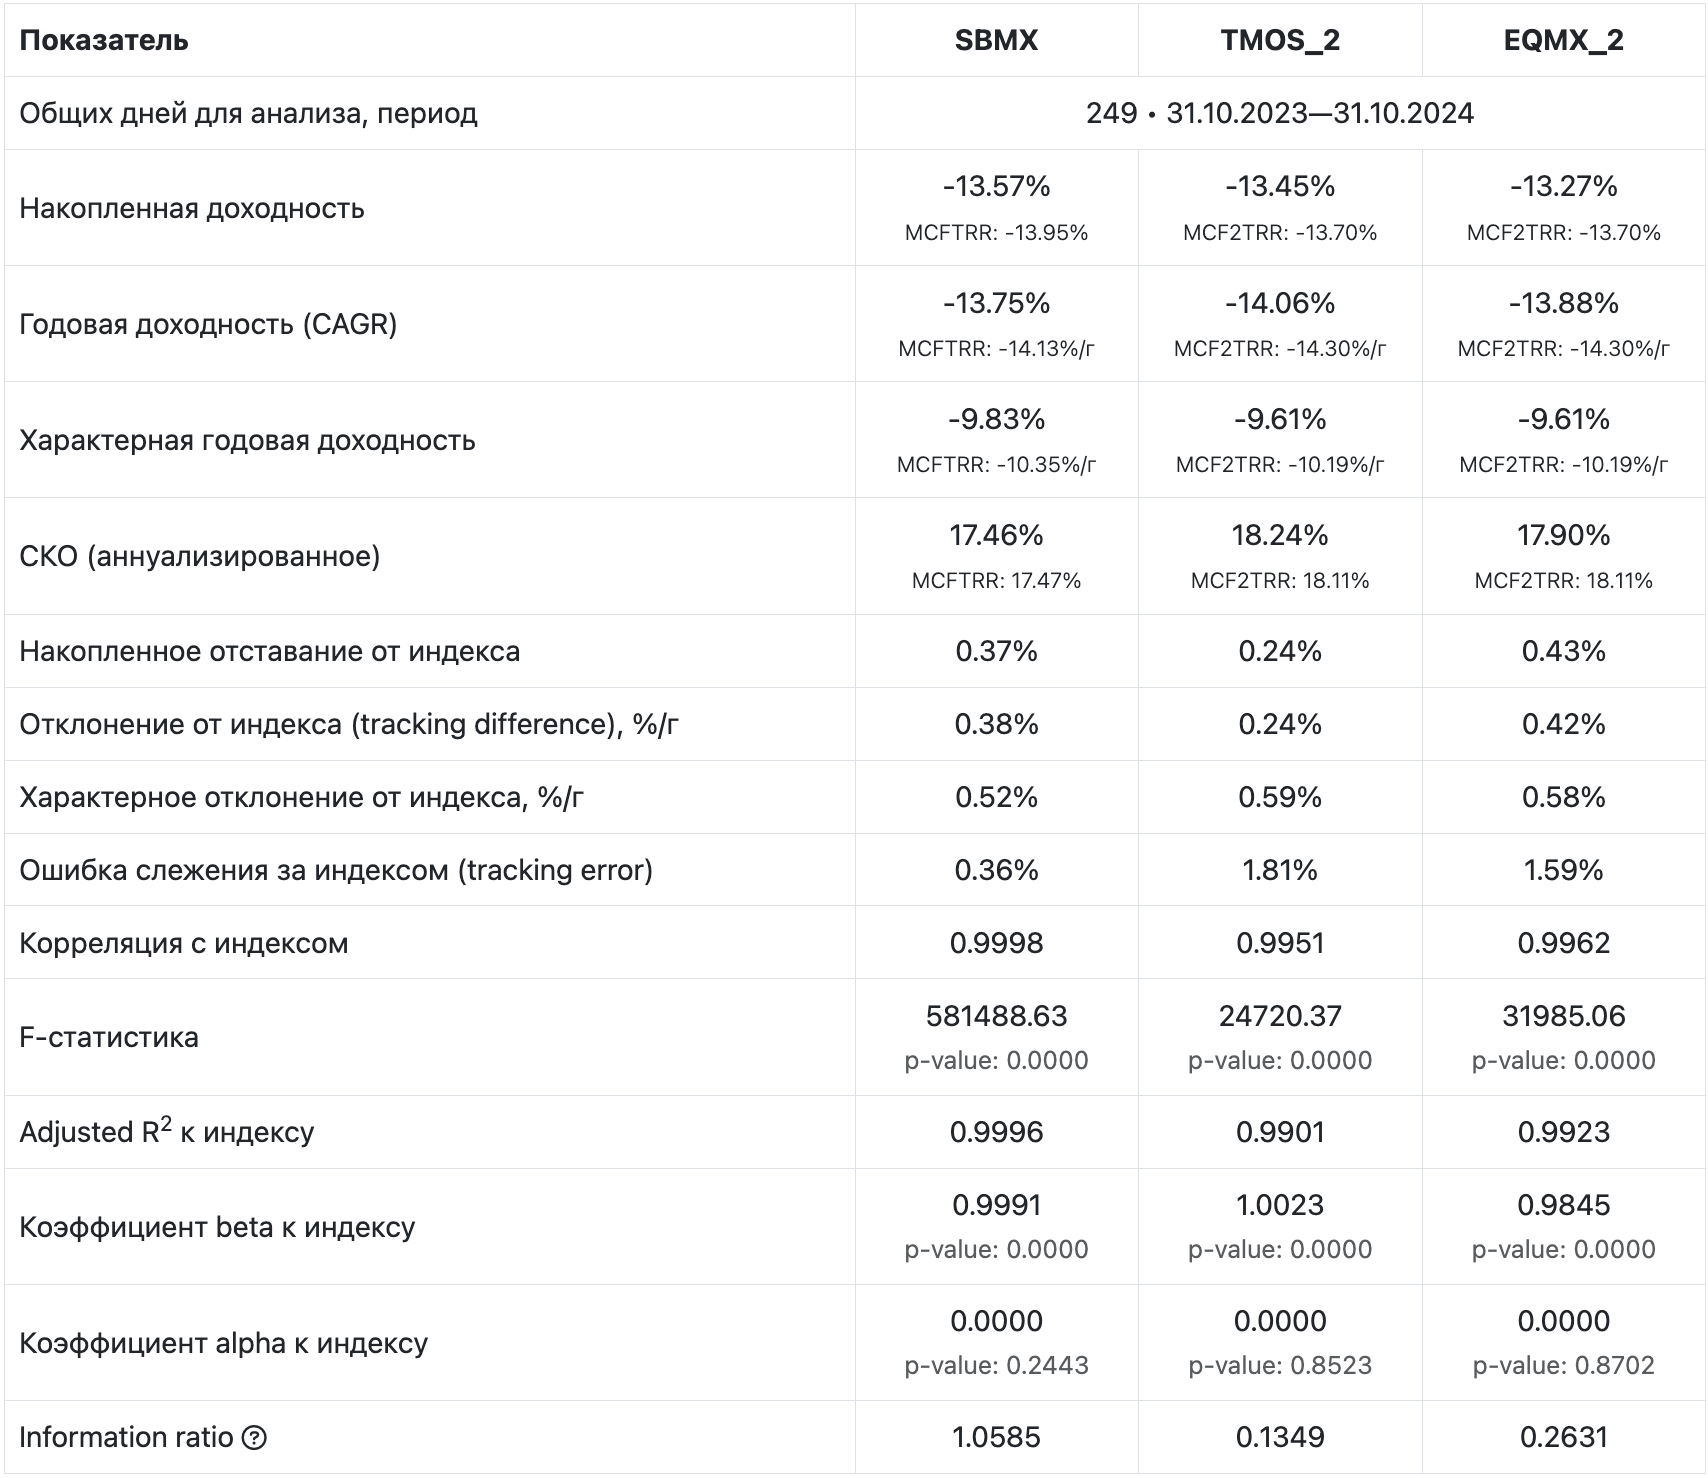 Показатель SBMX TMOS_2 EQMX_2
Общих дней для анализа, период 249 • 31.10.2023—31.10.2024
Накопленная доходность -13.57% -13.45% -13.27%
MCFTRR: -13.95% MCF2TRR: -13.70% MCF2TRR: -13.70%
Годовая доходность (CAGR) -13.75% -14.06% -13.88%
MCFTRR: -14.13%/г MCF2TRR: -14.30%/г MCF2TRR: -14.30%/г
Характерная годовая доходность -9.83% -9.61% -9.61%
MCFTRR: -10.35%/г MCF2TRR: -10.19%/г MCF2TRR: -10.19%/г
СКО (аннуализированное) 17.46% 18.24% 17.90%
MCFTRR: 17.47% MCF2TRR: 18.11% MCF2TRR: 18.11%
Накопленное отставание от индекса 0.37% 0.24% 0.43%
Отклонение от индекса (tracking difference), %/г 0.38% 0.24% 0.42%
Характерное отклонение от индекса, %/г 0.52% 0.59% 0.58%
Ошибка слежения за индексом (tracking error) 0.36% 1.81% 1.59%
Корреляция с индексом 0.9998 0.9951 0.9962
F-статистика 581488.63 24720.37 31985.06
p-value: 0.0000 p-value: 0.0000 p-value: 0.0000
Adjusted R² к индексу 0.9996 0.9901 0.9923
Коэффициент beta к индексу 0.9991 1.0023 0.9845
p-value: 0.0000 p-value: 0.0000 p-value: 0.0000
Коэффициент alpha к индексу 0.0000 0.0000 0.0000
p-value: 0.2443 p-value: 0.8523 p-value: 0.8702
Information ratio ? 1.0585 0.1349 0.2631